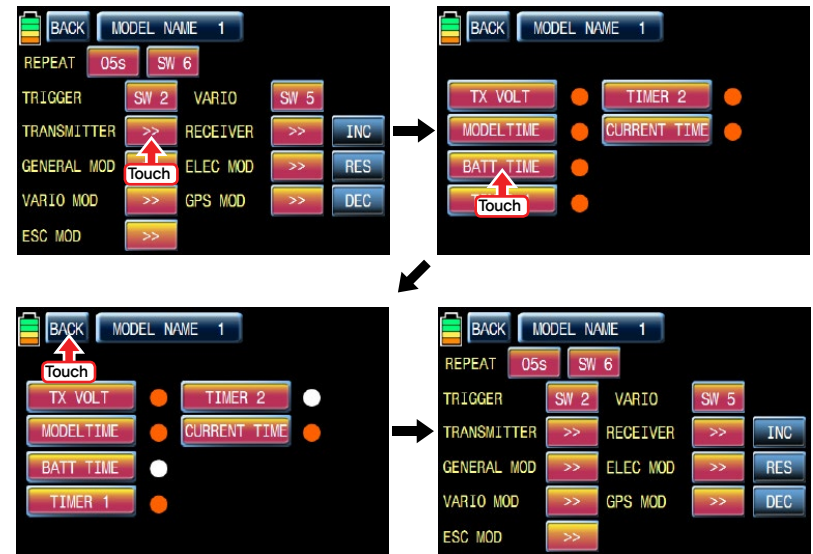 BACK MODEL NAME 1
REPEAT 05s SW 6
TRIGGER SW 2 VARIO SW 5
TRANSMITTER >> RECEIVER >> INC
GENERAL MOD ELEC MOD >> RES
Touch
VARIO MOD >> GPS MOD >> DEC
ESC MOD >>
BACK MODEL NAME 1
TX VOLT TIMER 2
MODELTIME CURRENT TIME
BATT TIME
Touch
BACK MODEL NAME 1
Touch
TX VOLT TIMER 2
MODELTIME CURRENT TIME
BATT TIME
TIMER 1
BACK MODEL NAME 1
REPEAT 05s SW 6
TRIGGER SW 2 VARIO SW 5
TRANSMITTER >> RECEIVER >> INC
GENERAL MOD >> ELEC MOD >> RES
VARIO MOD >> GPS MOD >> DEC
ESC MOD >>